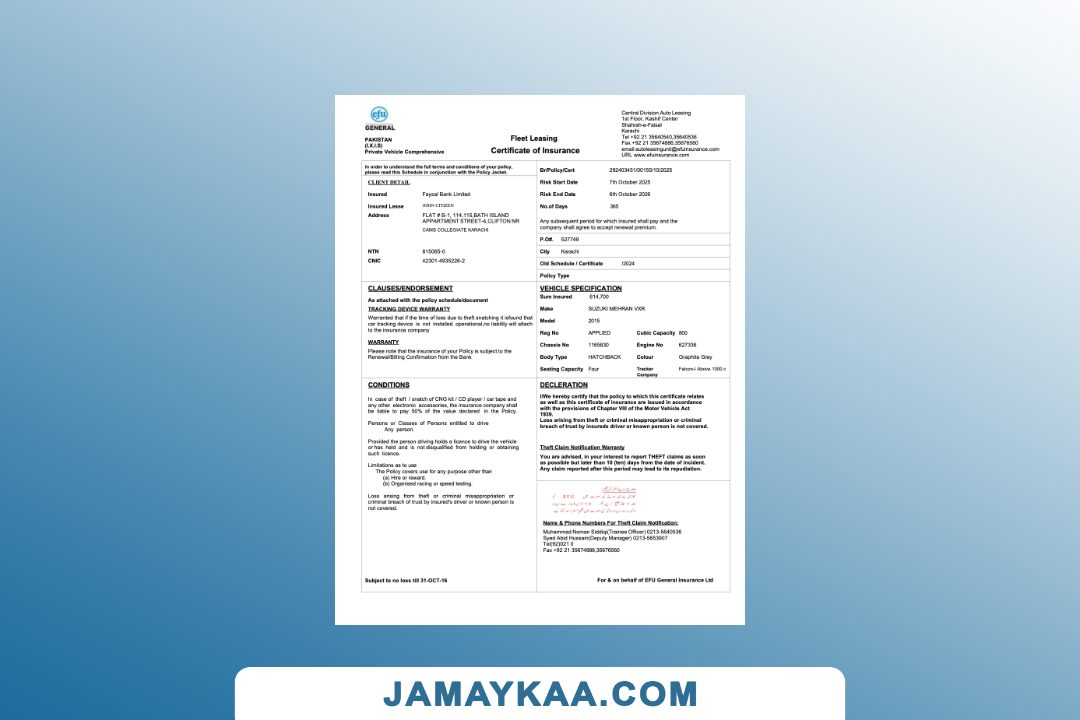 efu
GENERAL
PAKISTAN
(I.X.I.S)
Private Vehicle Comprehensive
Fleet Leasing
Certificate of Insurance
Central Division Auto Leasing
1st Floor, Kashif Center
Shahrah-e-Faisal
Karachi
Tel +92 21 35640540,35640536
Fax +92 21 35674886,35676560
email:autoleasingunit@efuinsurance.com
URL www.efuinsurance.com
In order to understand the full terms and conditions of your policy,
please read this Schedule in conjunction with the Policy Jacket.
CLIENT DETAIL
Insured Faysal Bank Limited
Insured Lesse JOHN CITIZEN
Address FLAT # B-1, 114,115,BATH ISLAND
APPARTMENT STREET-4,CLIFTON NR
CAMS COLLEGIATE KARACHI
NTN 815065-0
CNIC 42301-4935226-2
Br/Policy/Cert 292403451/00155/10/2025
Risk Start Date 7th October 2025
Risk End Date 6th October 2026
No.of Days 365
Any subsequent period for which insured shall pay and the
company shall agree to accept renewal premium.
P.O#. 527749
City Karachi
Old Schedule / Certifcate /2024
Policy Type
CLAUSES/ENDORSEMENT
As attached with the policy schedule/document
TRACKING DEVICE WARRANTY
Warranted that if the time of loss due to theft snatching it isfound that
car tracking device is not installed operational,no liability will attach
to the insurance company
WARRANTY
Please note that the insurance of your Policy is subject to the
Renewal/Billing Confirmation from the Bank
VEHICLE SPECIFICATION
Sum Insured 614,700
Make SUZUKI MEHRAN VXR
Model 2015
Reg No APPLIED Cubic Capacity 800
Chassis No 1165830 Engine No 627336
Body Type HATCHBACK Colour Graphite Grey
Seating Capacity Four Tracker Company Falcon-i Above 1000 c
CONDITIONS
In case of theft / snatch of CNG kit / CD player / car tape and
any other electronic accessories, the insurance company shall
be liable to pay 50% of the value declared in the Policy.
Persons or Classes of Persons entitled to drive
Any person.
Provided the person driving holds a licence to drive the vehicle
or has held and is not disqualified from holding or obtaining
such licence.
Limitations as to use
The Policy covers use for any purpose other than
(a) Hire or reward.
(b) Organised racing or speed testing.
Loss arising from theft or criminal misappropriation or
criminal breach of trust by insured's driver or known person is
not covered.
Subject to no loss till 31-OCT-16
DECLERATION
I/We hereby certify that the policy to which this certificate relates
as well as this certificate of insurance are issued in accordance
with the provisions of Chapter VIII of the Motor Vehicle Act
1939.
Loss arising from theft or criminal misappropriation or criminal
breach of trust by insureds driver or known person is not covered.
Theft Claim Notification Warranty
You are advised, in your interest to report THEFT claims as soon
as possible but later than 10 (ten) days from the date of incident.
Any claim reported after this period may lead to its repudiation.
EFU
Name & Phone Numbers For Theft Claim Notification:
Muhammad Noman Siddiq(Trainee Officer) 0213-5640536
Syed Abid Hussain(Deputy Manager) 0213-5653907
Tel(92)021 0
Fax +92 21 35674886,35676560
For & on behalf of EFU General Insurance Ltd
JAMAYKAA.COM